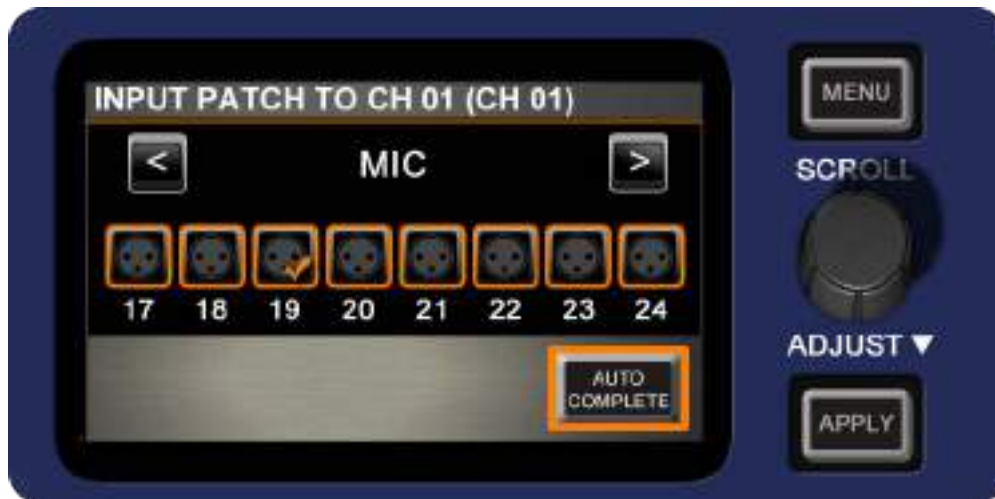 INPUT PATCH TO CH 01 (CH 01)
<
MIC
>
17 18 19 20 21 22 23 24
AUTO
COMPLETE
MENU
SCROLL
ADJUST ▼
APPLY